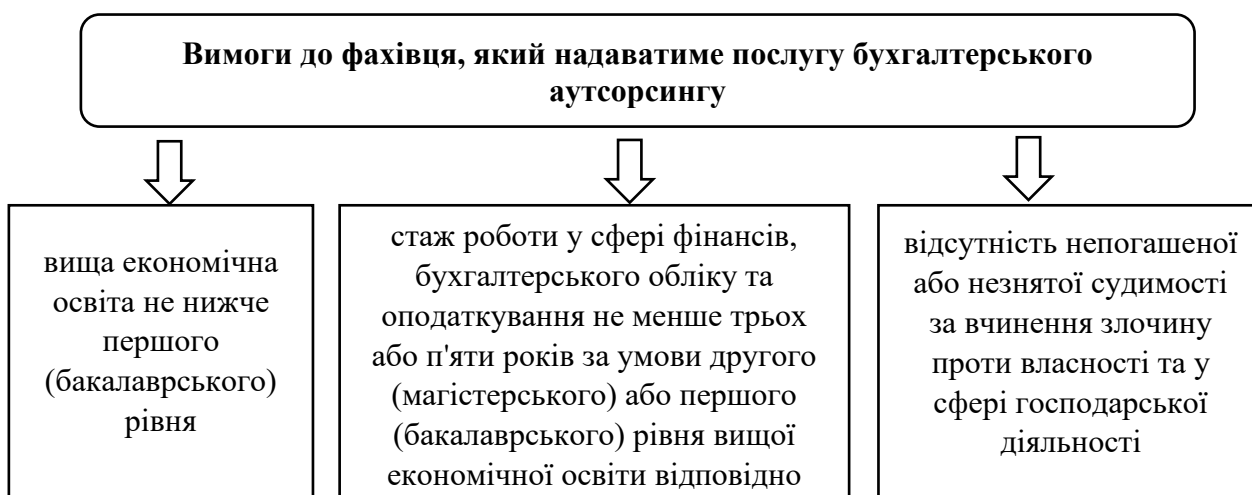 Вимоги до фахівця, який надаватиме послугу бухгалтерського
аутсорсингу
вища економічна
освіта не нижче
першого
(бакалаврського)
рівня
стаж роботи у сфері фінансів,
бухгалтерського обліку та
оподаткування не менше трьох
або п'яти років за умови другого
(магістерського) або першого
(бакалаврського) рівня вищої
економічної освіти відповідно
відсутність непогашеної
або незнятої судимості
за вчинення злочину
проти власності та у
сфері господарської
діяльності